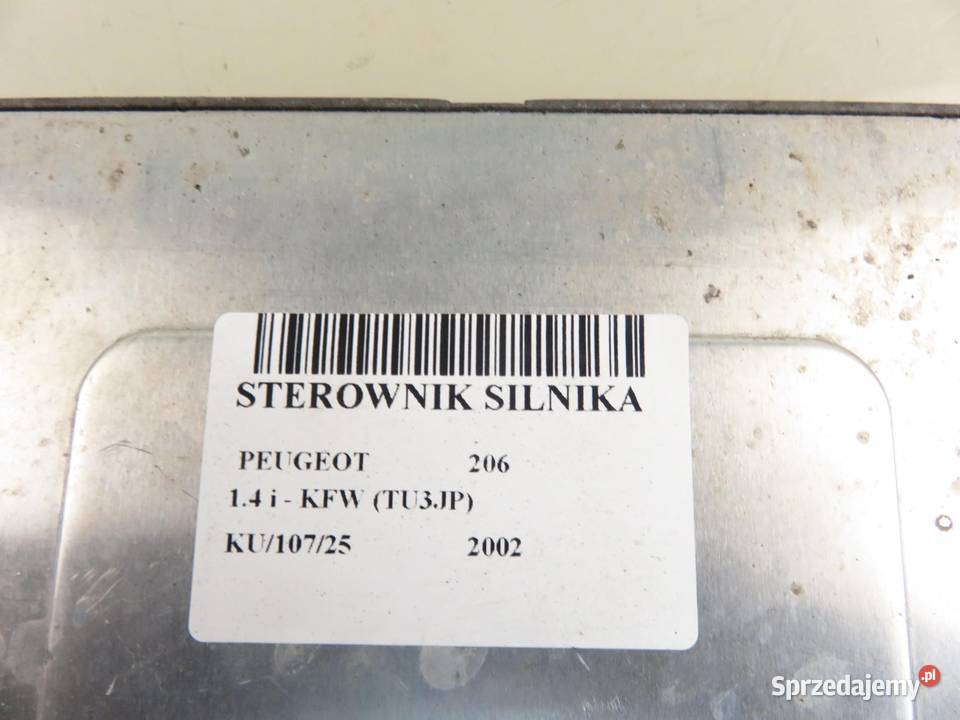 STEROWNIK SILNIKA
PEUGEOT 206
1.4 i - KFW (TU3JP)
KU/107/25 2002
Sprzedajemy.pl